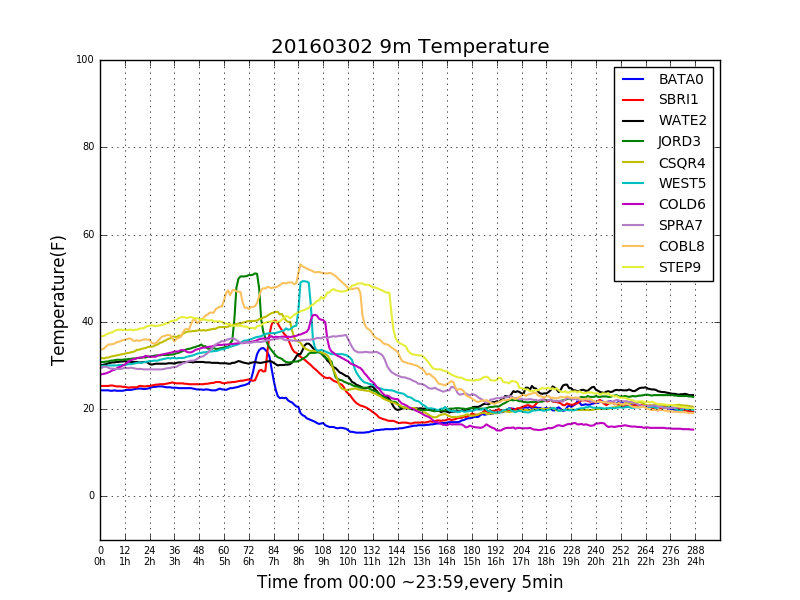 20160302 9m Temperature
100
80
60
40
20
0
Temperature(F)
BATA0
SBRI1
WATE2
JORD3
CSQR4
WEST5
COLD6
SPRA7
COBL8
STEP9
0 12 24 36 48 60 72 84 96 108 120 132 144 156 168 180 192 204 216 228 240 252 264 276 288
0h 1h 2h 3h 4h 5h 6h 7h 8h 9h 10h 11h 12h 13h 14h 15h 16h 17h 18h 19h 20h 21h 22h 23h 24h
Time from 00:00 ~23:59,every 5min